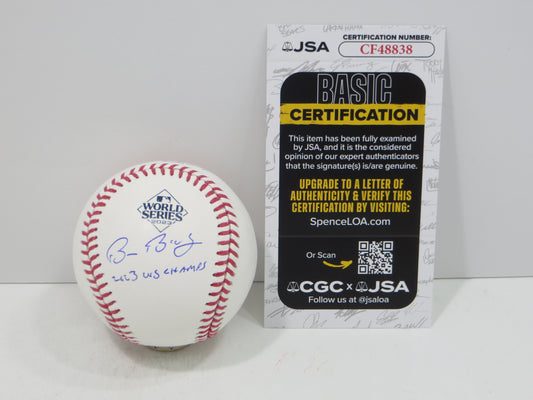 WORLD
SERIES
2023
2023 WS CHAMPS
JSA
CERTIFICATION NUMBER:
CF48838
BASIC
CERTIFICATION
This item has been fully examined
by JSA, and it is the considered
opinion of our expert authenticators
that the signature(s) is/are genuine.
UPGRADE TO A LETTER OF
AUTHENTICITY & VERIFY THIS
CERTIFICATION BY VISITING:
SpenceLOA.com
Or Scan
CGC x JSA
Follow us at @jsaloa